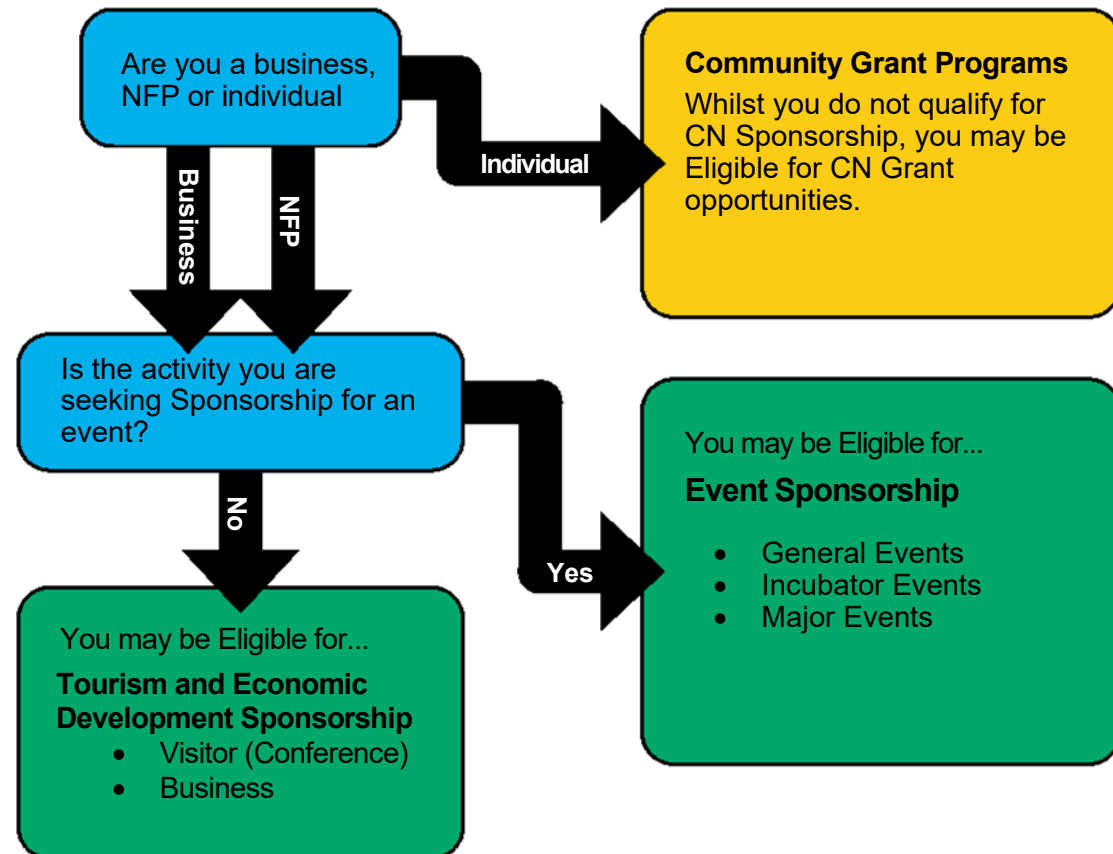 Are you a business,
NFP or individual
Individual
Community Grant Programs
Whilst you do not qualify for
CN Sponsorship, you may be
Eligible for CN Grant
opportunities.
Business
NFP
Is the activity you are
seeking Sponsorship for an
event?
No
Yes
You may be Eligible for...
Event Sponsorship
• General Events
• Incubator Events
• Major Events
You may be Eligible for...
Tourism and Economic
Development Sponsorship
• Visitor (Conference)
• Business